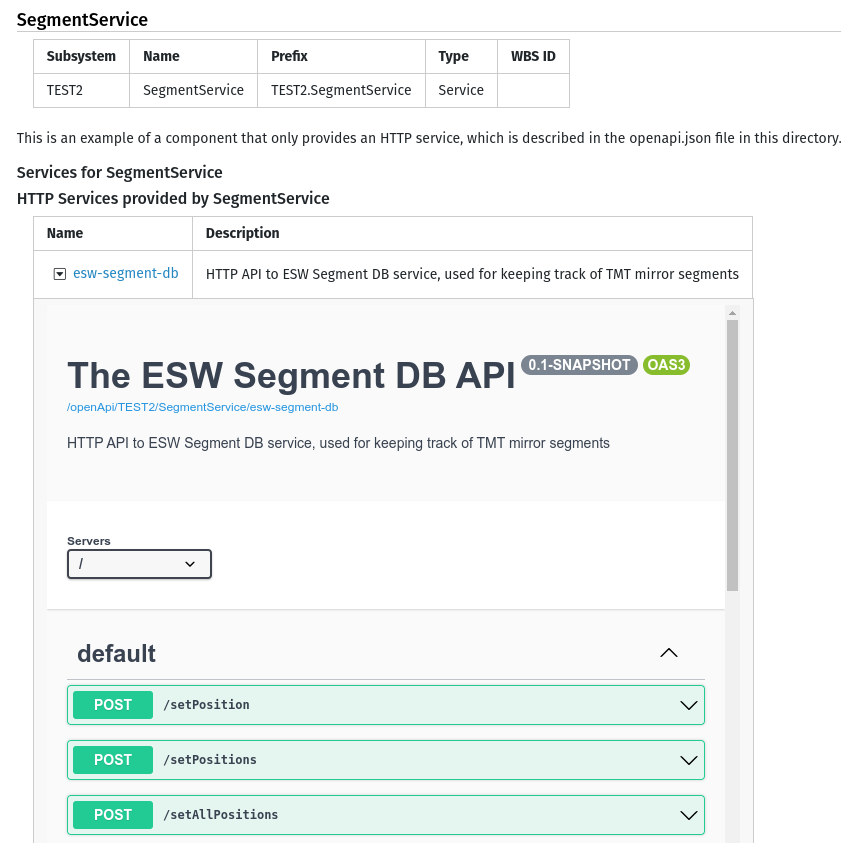 SegmentService
Subsystem Name Prefix Type WBS ID
TEST2 SegmentService TEST2.SegmentService Service
This is an example of a component that only provides an HTTP service, which is described in the openapi.json file in this directory.
Services for SegmentService
HTTP Services provided by SegmentService
Name Description
esw-segment-db HTTP API to ESW Segment DB service, used for keeping track of TMT mirror segments
The ESW Segment DB API 0.1-SNAPSHOT OAS3
/openApi/TEST2/SegmentService/esw-segment-db
HTTP API to ESW Segment DB service, used for keeping track of TMT mirror segments
Servers
/
default
POST /setPosition
POST /setPositions
POST /setAllPositions